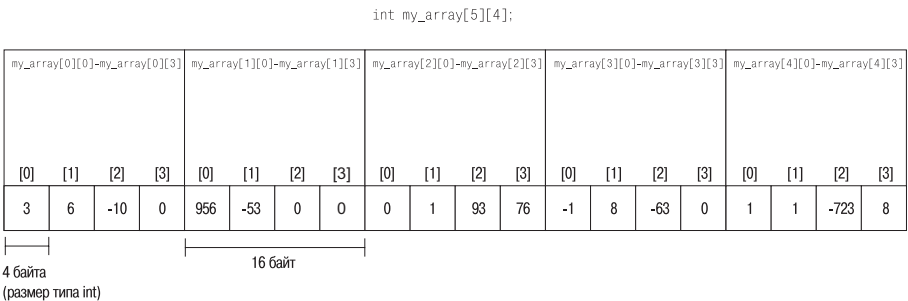 int my_array[5][4];
my_array[0][0]-my_array[0][3] my_array[1][0]-my_array[1][3] my_array[2][0]-my_array[2][3] my_array[3][0]-my_array[3][3] my_array[4][0]-my_array[4][3]
[0] [1] [2] [3] [0] [1] [2] [3] [0] [1] [2] [3] [0] [1] [2] [3] [0] [1] [2] [3]
3 6 -10 0 956 -53 0 0 0 1 93 76 -1 8 -63 0 1 1 -723 8
4 байта 16 байт
(размер типа int)